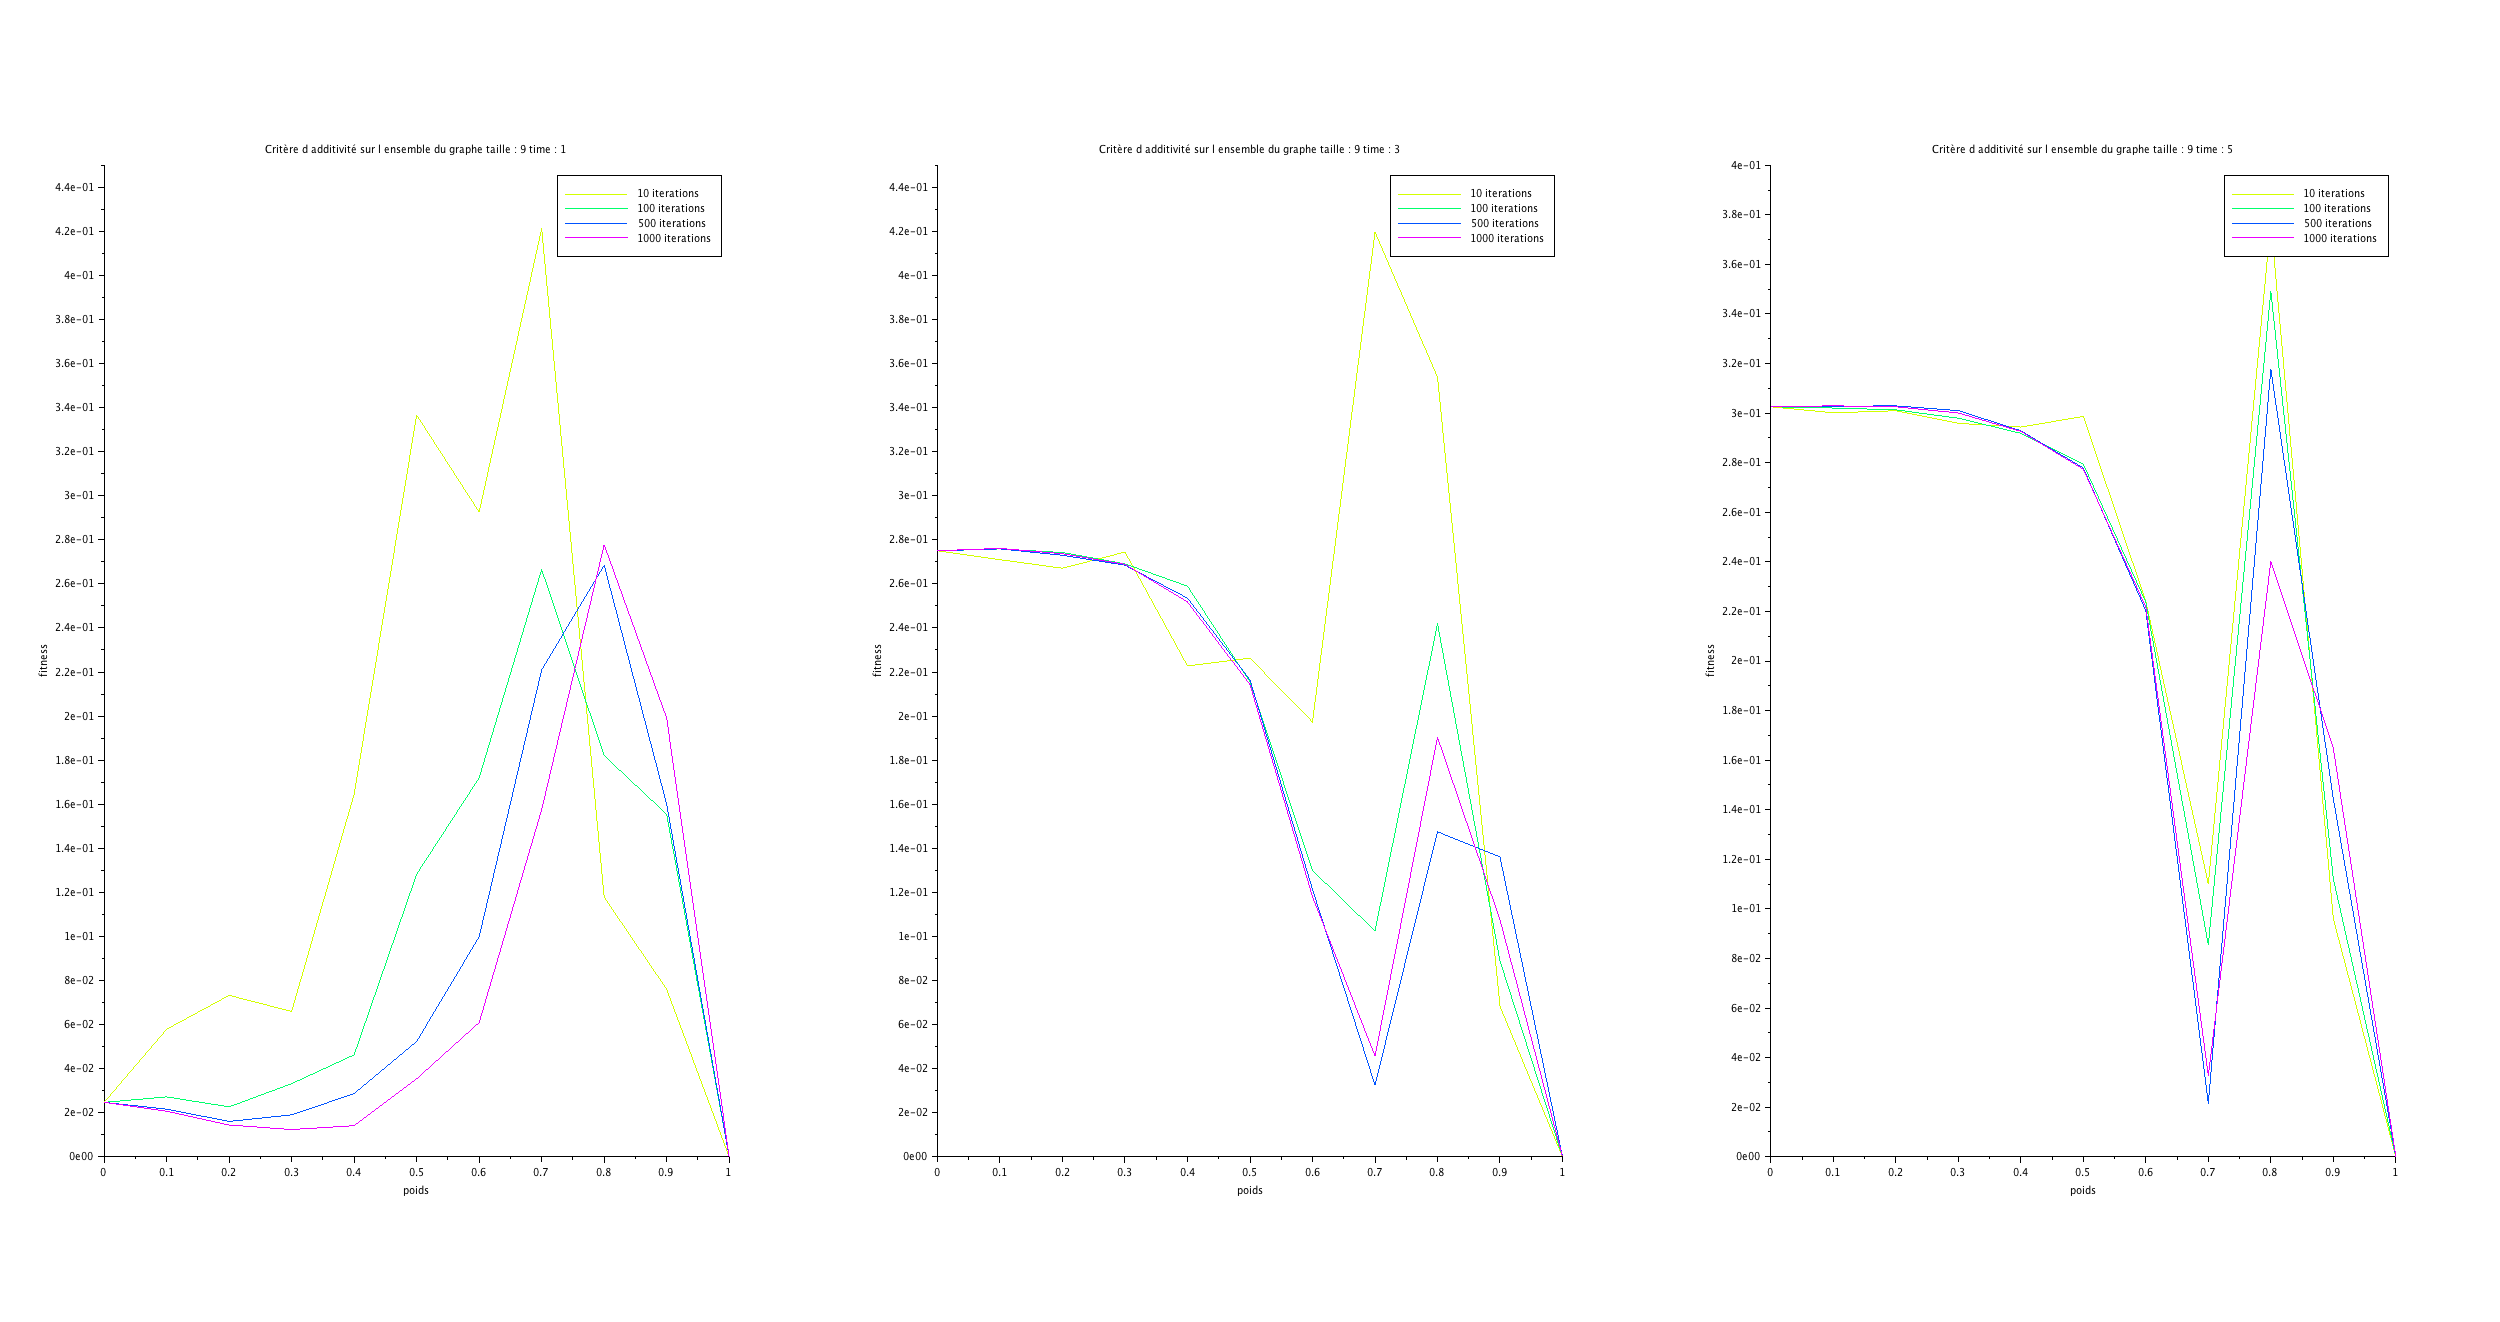 Critère d additivité sur l ensemble du graphe taille : 9 time : 1
10 iterations
100 iterations
500 iterations
1000 iterations
4.4e-01
4.2e-01
4e-01
3.8e-01
3.6e-01
3.4e-01
3.2e-01
3e-01
2.8e-01
2.6e-01
2.4e-01
2.2e-01
2e-01
1.8e-01
1.6e-01
1.4e-01
1.2e-01
1e-01
8e-02
6e-02
4e-02
2e-02
0e00
fitness
0 0.1 0.2 0.3 0.4 0.5 0.6 0.7 0.8 0.9 1
poids
Critère d additivité sur l ensemble du graphe taille : 9 time : 3
10 iterations
100 iterations
500 iterations
1000 iterations
4.4e-01
4.2e-01
4e-01
3.8e-01
3.6e-01
3.4e-01
3.2e-01
3e-01
2.8e-01
2.6e-01
2.4e-01
2.2e-01
2e-01
1.8e-01
1.6e-01
1.4e-01
1.2e-01
1e-01
8e-02
6e-02
4e-02
2e-02
0e00
fitness
0 0.1 0.2 0.3 0.4 0.5 0.6 0.7 0.8 0.9 1
poids
Critère d additivité sur l ensemble du graphe taille : 9 time : 5
10 iterations
100 iterations
500 iterations
1000 iterations
4e-01
3.8e-01
3.6e-01
3.4e-01
3.2e-01
3e-01
2.8e-01
2.6e-01
2.4e-01
2.2e-01
2e-01
1.8e-01
1.6e-01
1.4e-01
1.2e-01
1e-01
8e-02
6e-02
4e-02
2e-02
0e00
fitness
0 0.1 0.2 0.3 0.4 0.5 0.6 0.7 0.8 0.9 1
poids